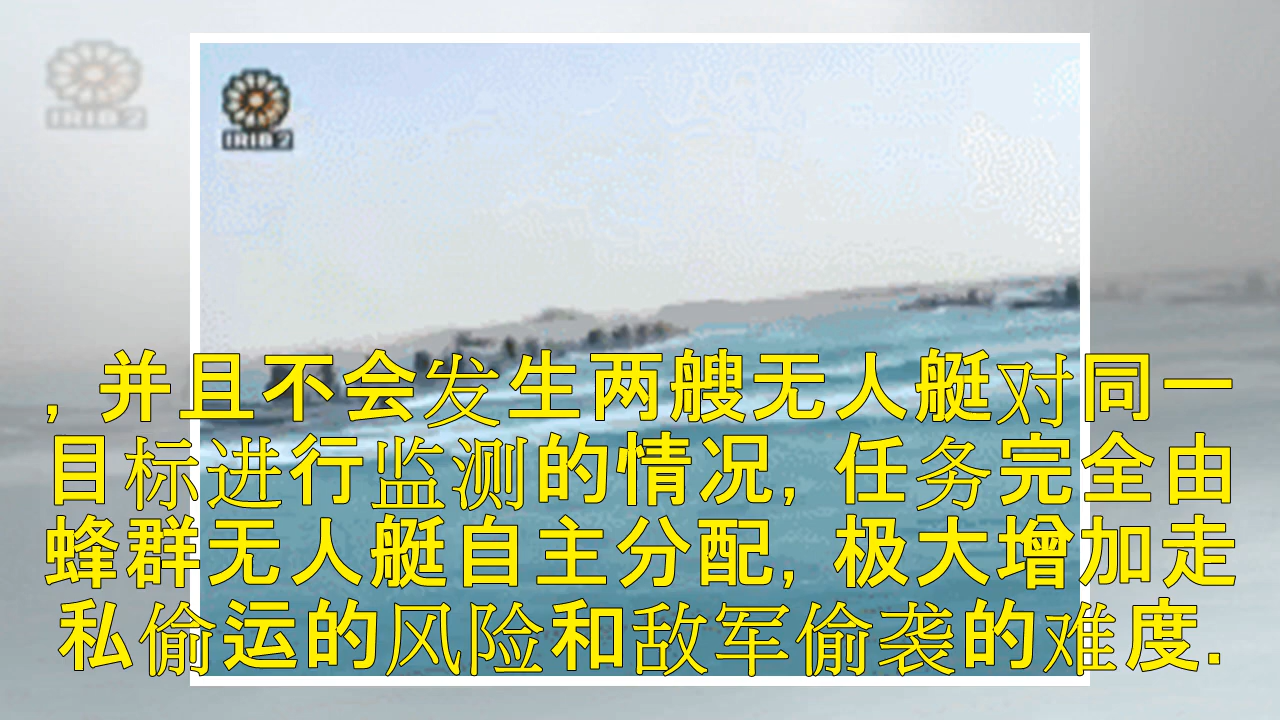 IRIB 2
IRIB 2
, 并且不会发生两艘无人艇对同一
目标进行监测的情况, 任务完全由
蜂群无人艇自主分配, 极大增加走
私偷运的风险和敌军偷袭的难度.